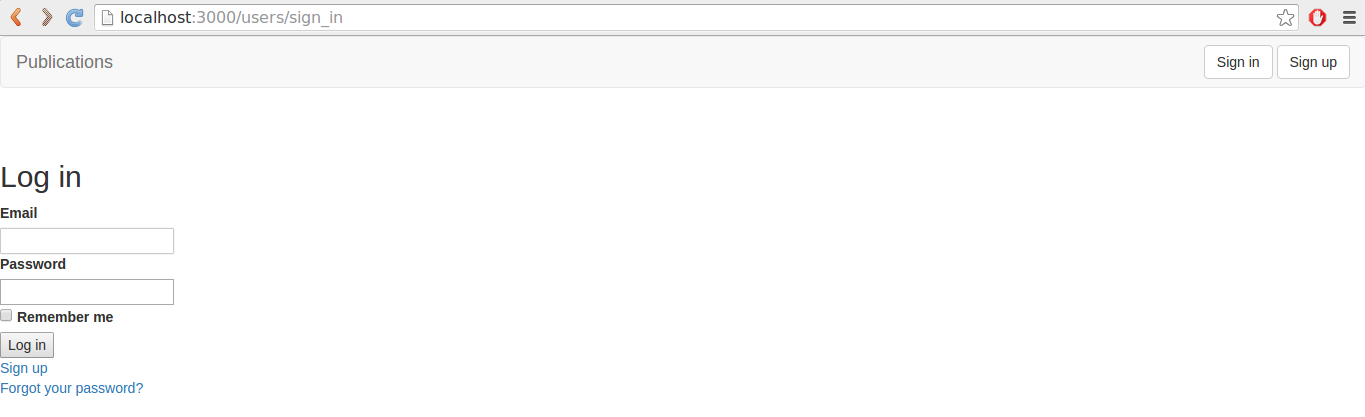 localhost:3000/users/sign_in
Publications Sign in Sign up
Log in
Email
Password
Remember me
Log in
Sign up
Forgot your password?